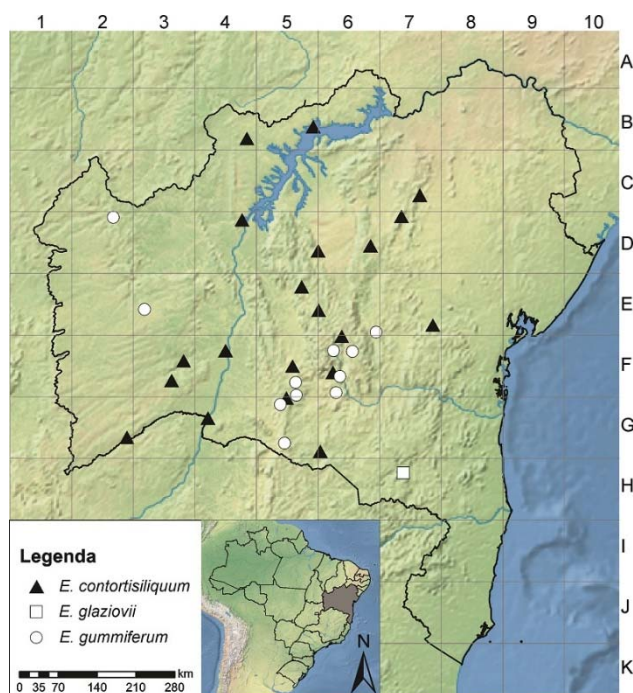 1 2 3 4 5 6 7 8 9 10
A
B
C
D
E
F
G
H
I
J
K
Legenda
E. contortisiliquum
E. glaziovii
E. gummiferum
0 35 70 140 210 280 km
N